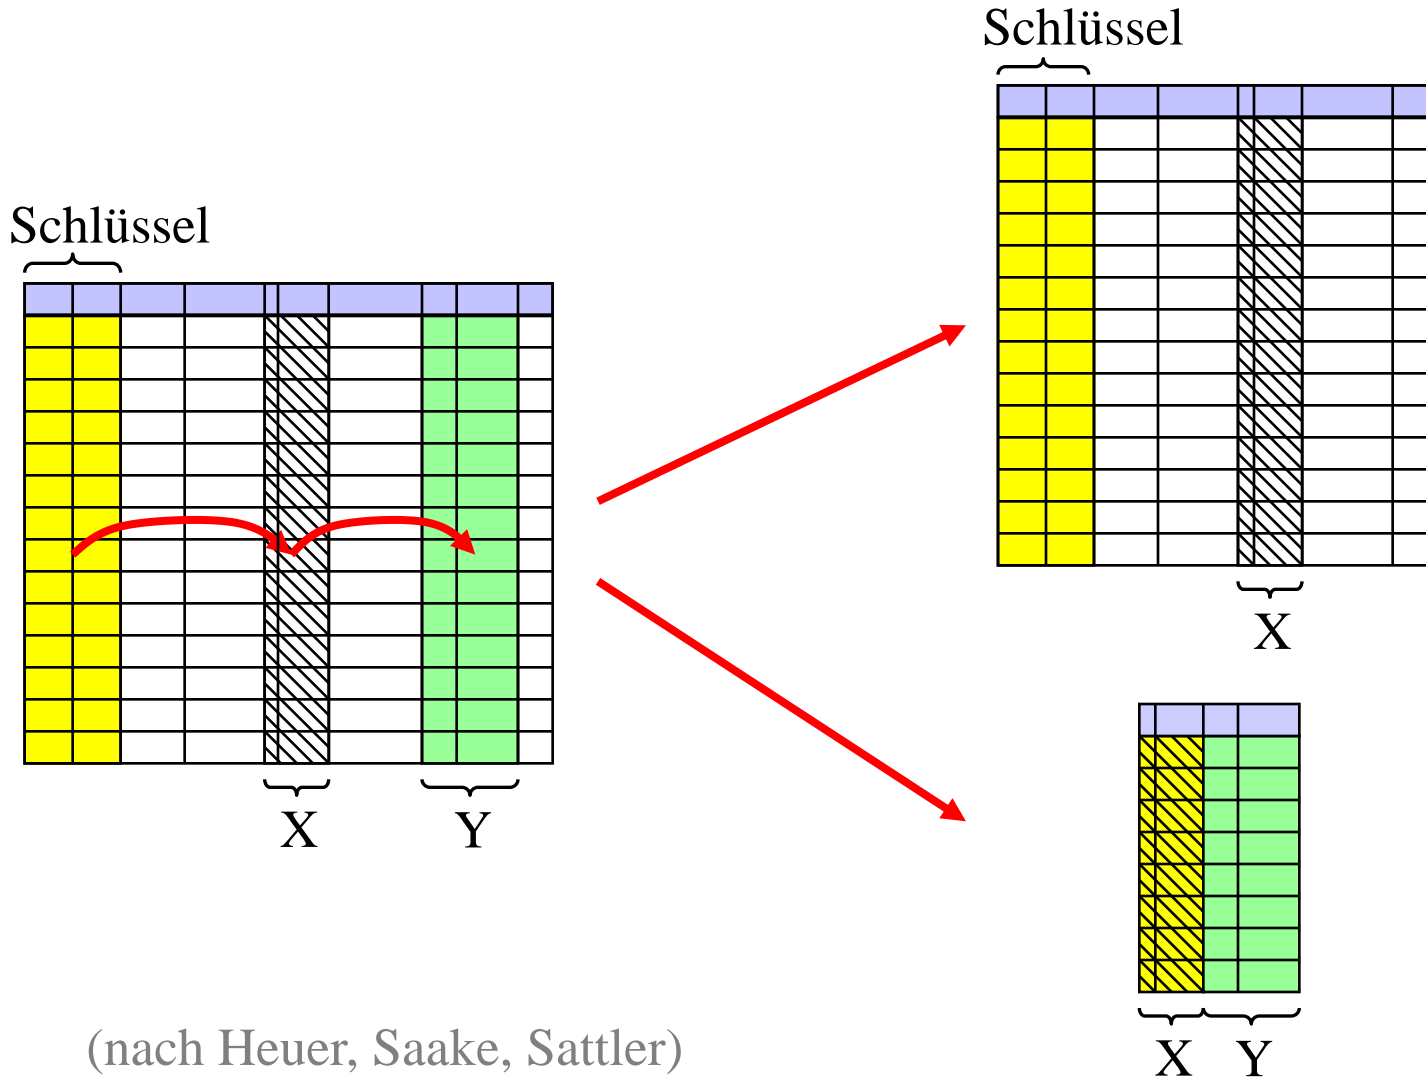 Schlüssel
Schlüssel
X
X Y
(nach Heuer, Saake, Sattler)
X Y